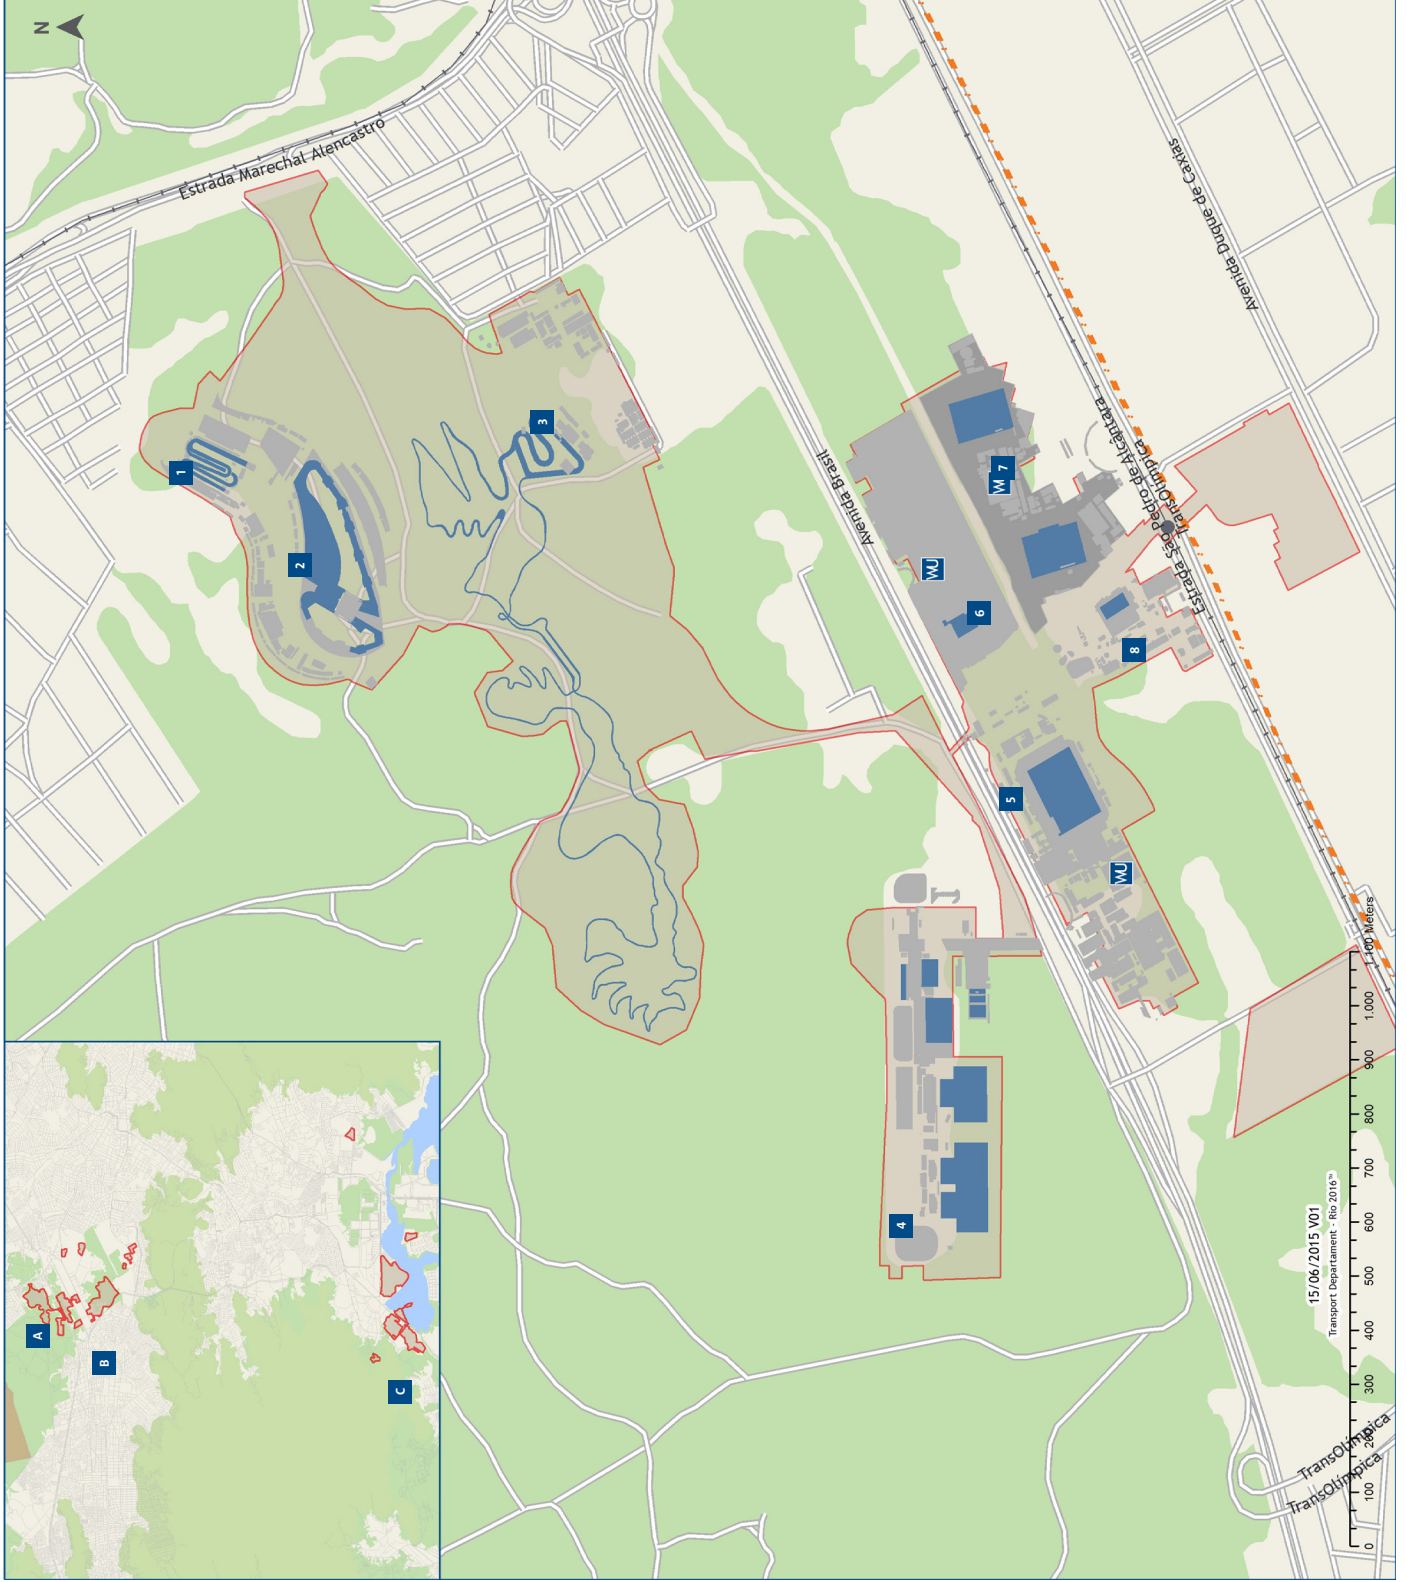 N
Estrada Marechal Alencastro
1
2
3
Avenida Brasil
Avenida Duque de Caxias
W 7
WU
6
8
5
WU
4
Estrada São Pedro de Alcântara
TransOlímpica
A
B
C
15/06/2015 V01
Transport Departament - Rio 2016™
0
100
200
300
400
500
600
700
800
900
1.000
1.100 Meters
TransOlímpica
TransOlímpica